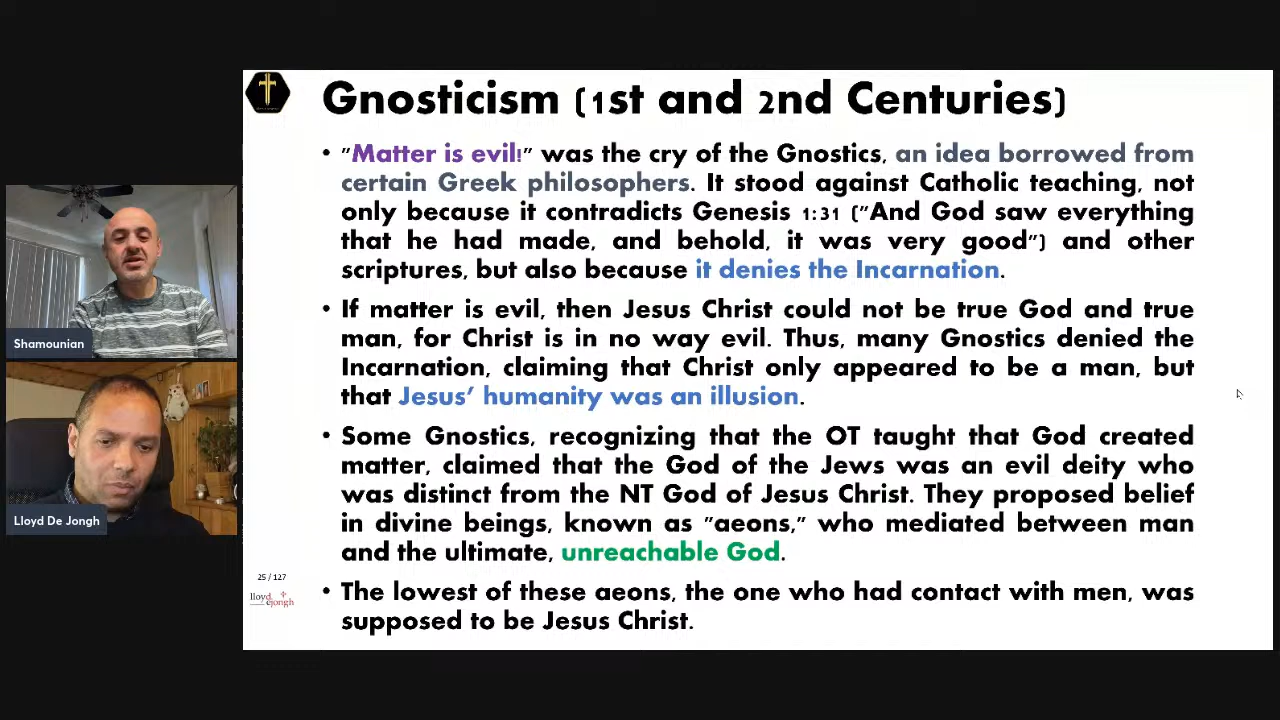 Gnosticism (1st and 2nd Centuries)
• "Matter is evil!" was the cry of the Gnostics, an idea borrowed from
certain Greek philosophers. It stood against Catholic teaching, not
only because it contradicts Genesis 1:31 ("And God saw everything
that he had made, and behold, it was very good") and other
scriptures, but also because it denies the Incarnation.
• If matter is evil, then Jesus Christ could not be true God and true
man, for Christ is in no way evil. Thus, many Gnostics denied the
Incarnation, claiming that Christ only appeared to be a man, but
that Jesus' humanity was an illusion.
• Some Gnostics, recognizing that the OT taught that God created
matter, claimed that the God of the Jews was an evil deity who
was distinct from the NT God of Jesus Christ. They proposed belief
in divine beings, known as "aeons," who mediated between man
and the ultimate, unreachable God.
• The lowest of these aeons, the one who had contact with men, was
supposed to be Jesus Christ.
Shamounian
Lloyd De Jongh
25 / 127
lloyd
dejongh